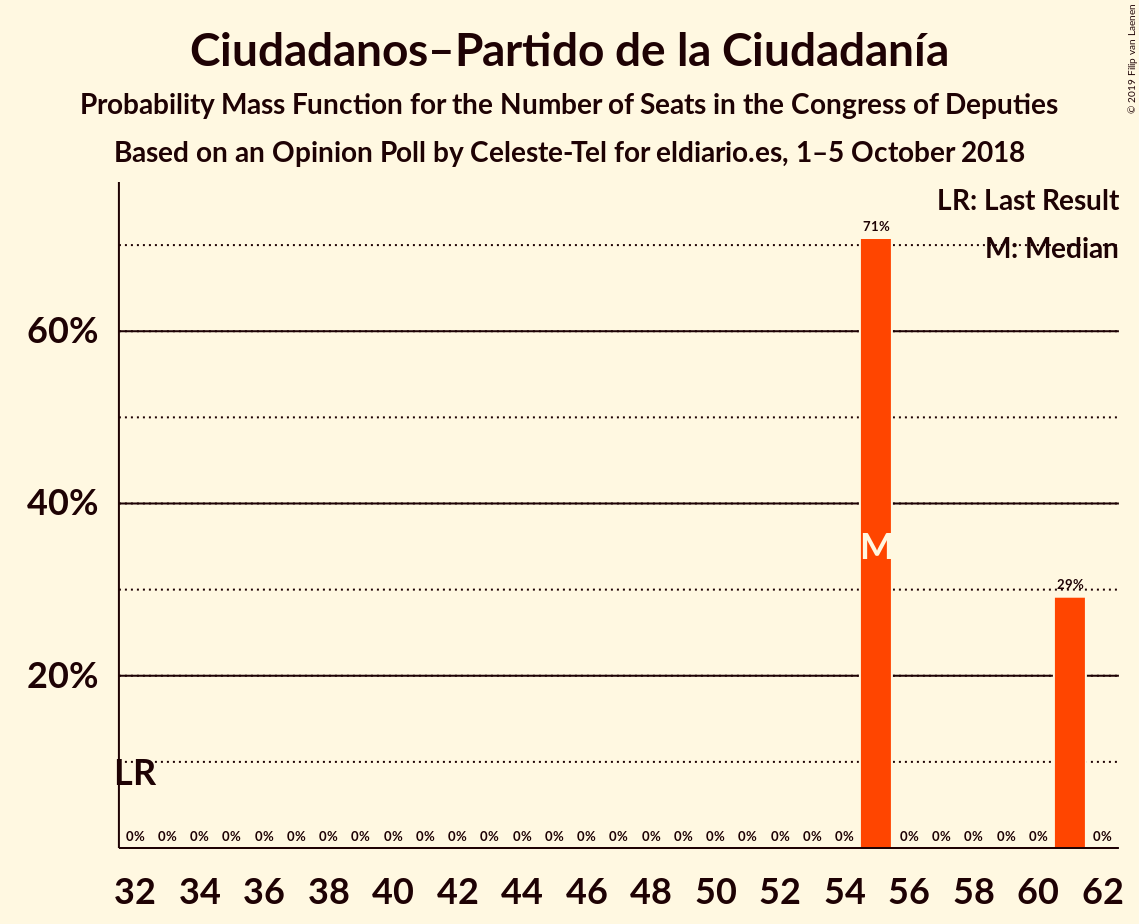 Ciudadanos–Partido de la Ciudadanía
Probability Mass Function for the Number of Seats in the Congress of Deputies
Based on an Opinion Poll by Celeste-Tel for eldiario.es, 1–5 October 2018
© 2019 Filip van Laenen
LR: Last Result
M: Median
71%
60%
40%
M
29%
20%
LR
0% 0% 0% 0% 0% 0% 0% 0% 0% 0% 0% 0% 0% 0% 0% 0% 0% 0% 0% 0% 0% 0% 0% 0% 0% 0% 0% 0% 0%
32 34 36 38 40 42 44 46 48 50 52 54 56 58 60 62